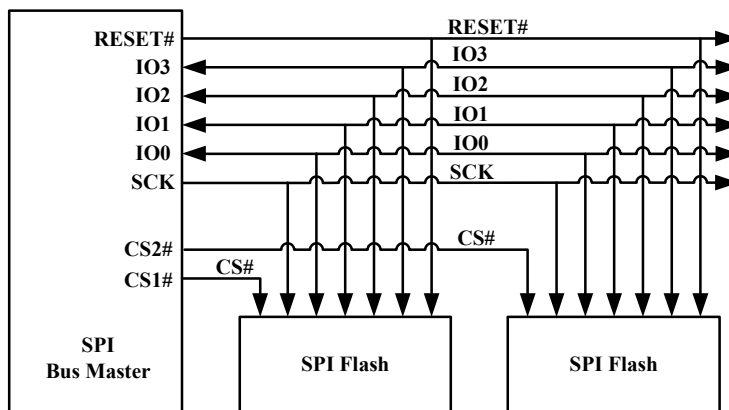 RESET# RESET#
IO3 IO3
IO2 IO2
IO1 IO1
IO0 IO0
SCK SCK
CS2# CS#
CS1# CS#
SPI
Bus Master
SPI Flash SPI Flash